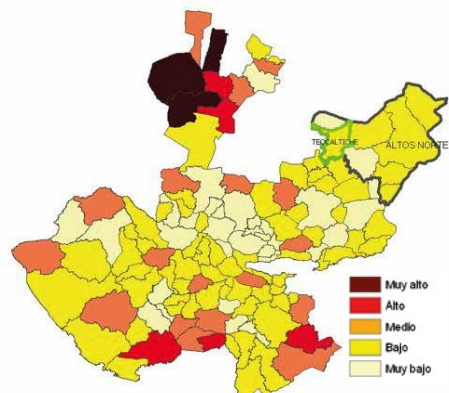 TEOCALTICHE
ALTOS NORTE
Muy alto
Alto
Medio
Bajo
Muy bajo